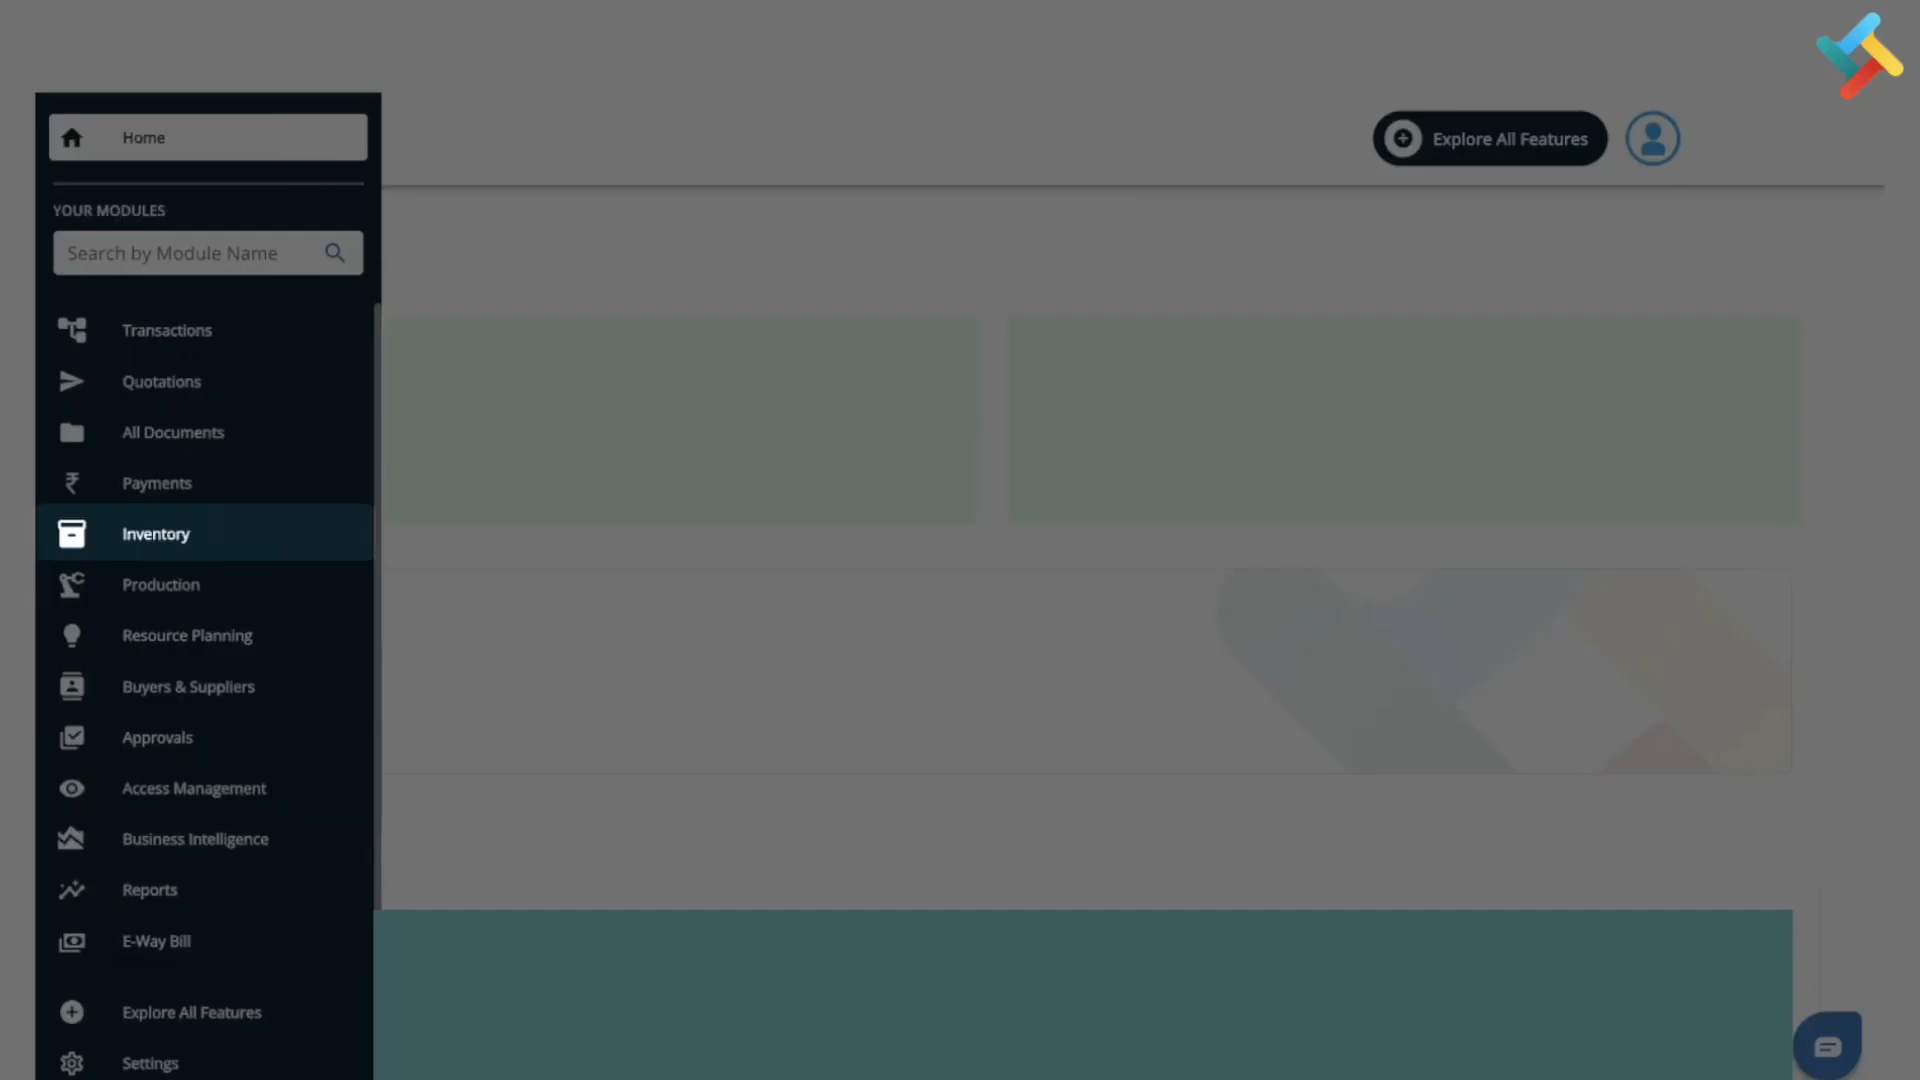 Home
Explore All Features
YOUR MODULES
Search by Module Name
Transactions
Quotations
All Documents
Payments
Inventory
Production
Resource Planning
Buyers & Suppliers
Approvals
Access Management
Business Intelligence
Reports
E-Way Bill
Explore All Features
Settings